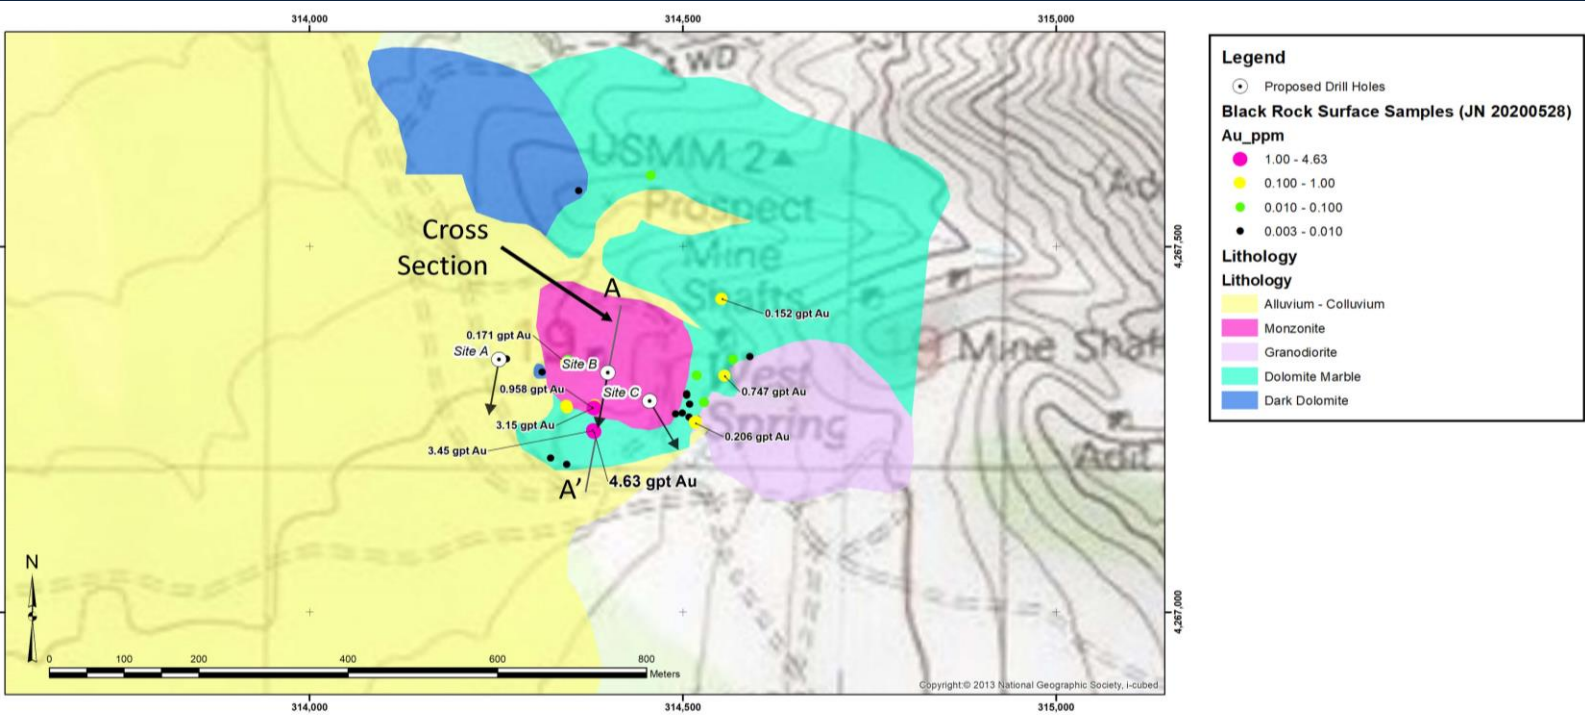 314,000
314,500
315,000
4 WD
USMM 2
Prospect
Cross
Section
Mine
Shafts
4,267,500
A
0.152 gpt Au
19
0.171 gpt Au
Site A
Site B
Mine Shaft
West
0.958 gpt Au
Site C
0.747 gpt Au
3.15 gpt Au
Spring
0.206 gpt Au
3.45 gpt Au
Adit
A'
4.63 gpt Au
N
4,267,000
0 100 200 400 600 800
Meters
Copyright:© 2013 National Geographic Society, i-cubed
314,000
314,500
315,000
Legend
Proposed Drill Holes
Black Rock Surface Samples (JN 20200528)
Au_ppm
1.00 - 4.63
0.100 - 1.00
0.010 - 0.100
0.003 - 0.010
Lithology
Lithology
Alluvium - Colluvium
Monzonite
Granodiorite
Dolomite Marble
Dark Dolomite